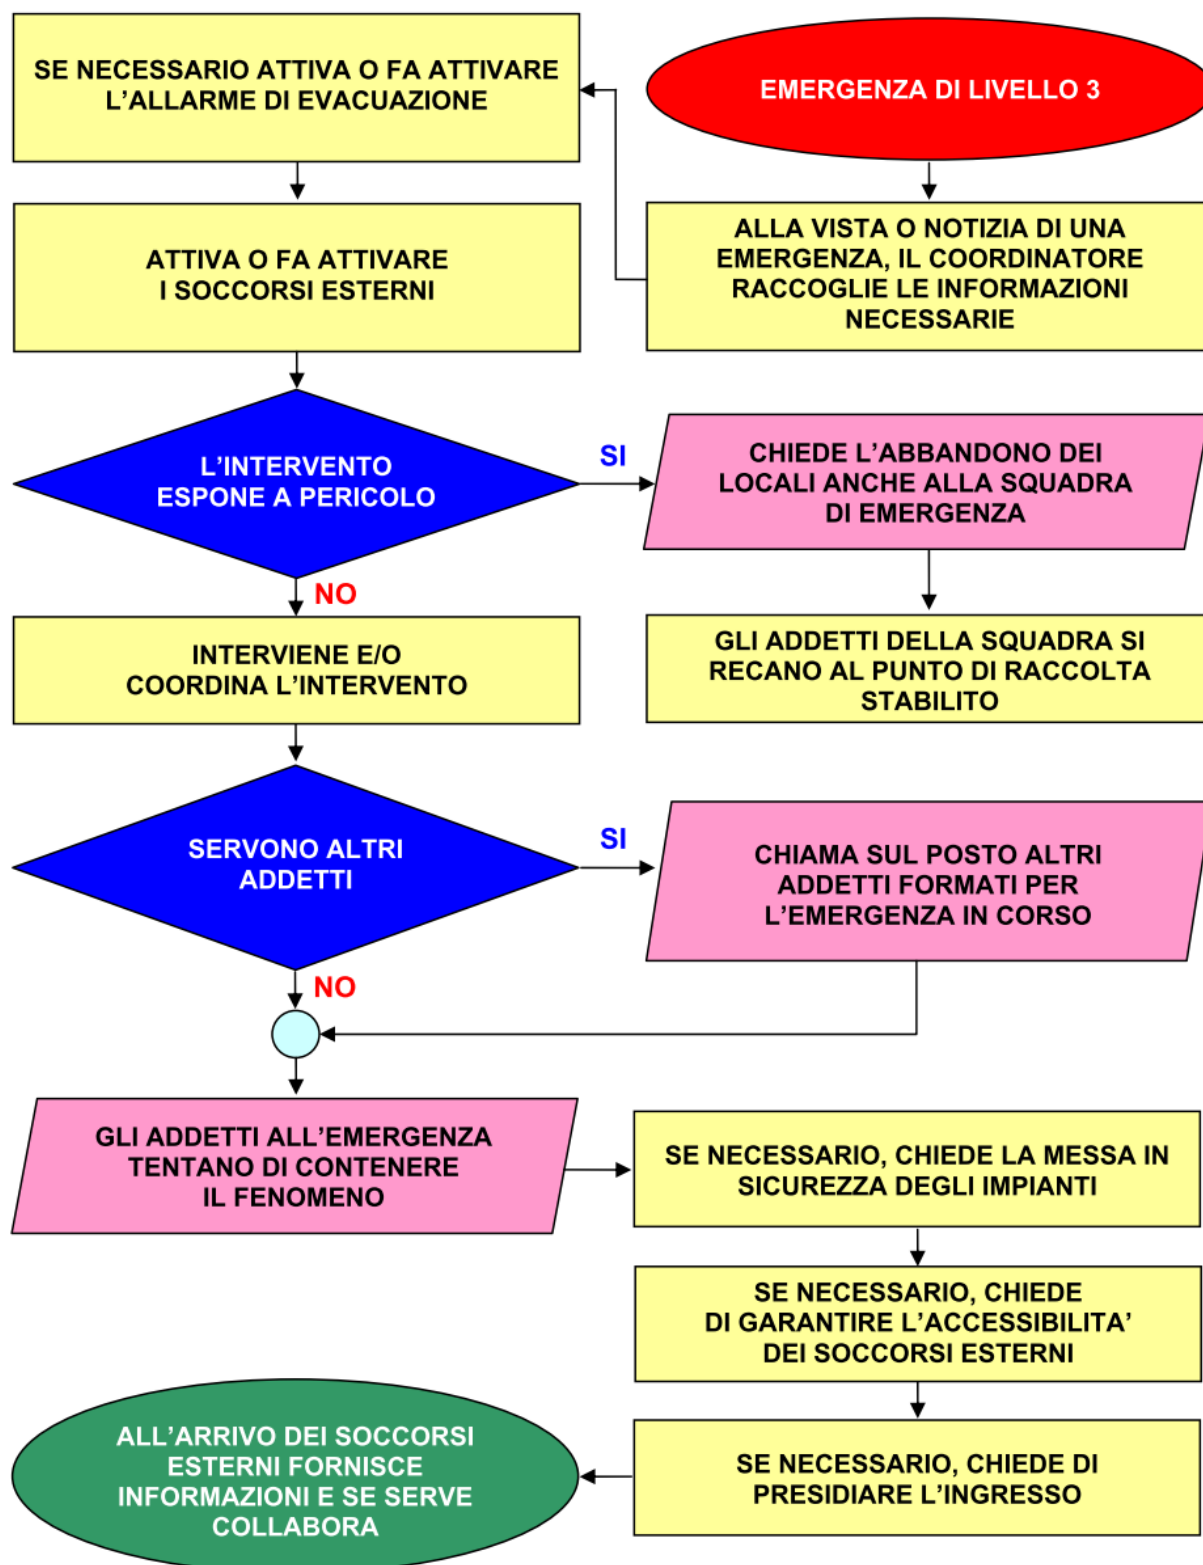 EMERGENZA DI LIVELLO 3
ALLA VISTA O NOTIZIA DI UNA
EMERGENZA, IL COORDINATORE
RACCOGLIE LE INFORMAZIONI
NECESSARIE
SE NECESSARIO ATTIVA O FA ATTIVARE
L’ALLARME DI EVACUAZIONE
ATTIVA O FA ATTIVARE
I SOCCORSI ESTERNI
L’INTERVENTO
ESPONE A PERICOLO
SI
CHIEDE L’ABBANDONO DEI
LOCALI ANCHE ALLA SQUADRA
DI EMERGENZA
GLI ADDETTI DELLA SQUADRA SI
RECANO AL PUNTO DI RACCOLTA
STABILITO
NO
INTERVIENE E/O
COORDINA L’INTERVENTO
SERVONO ALTRI
ADDETTI
SI
CHIAMA SUL POSTO ALTRI
ADDETTI FORMATI PER
L’EMERGENZA IN CORSO
NO
GLI ADDETTI ALL’EMERGENZA
TENTANO DI CONTENERE
IL FENOMENO
SE NECESSARIO, CHIEDE LA MESSA IN
SICUREZZA DEGLI IMPIANTI
SE NECESSARIO, CHIEDE
DI GARANTIRE L’ACCESSIBILITA’
DEI SOCCORSI ESTERNI
SE NECESSARIO, CHIEDE DI
PRESIDIARE L’INGRESSO
ALL’ARRIVO DEI SOCCORSI
ESTERNI FORNISCE
INFORMAZIONI E SE SERVE
COLLABORA